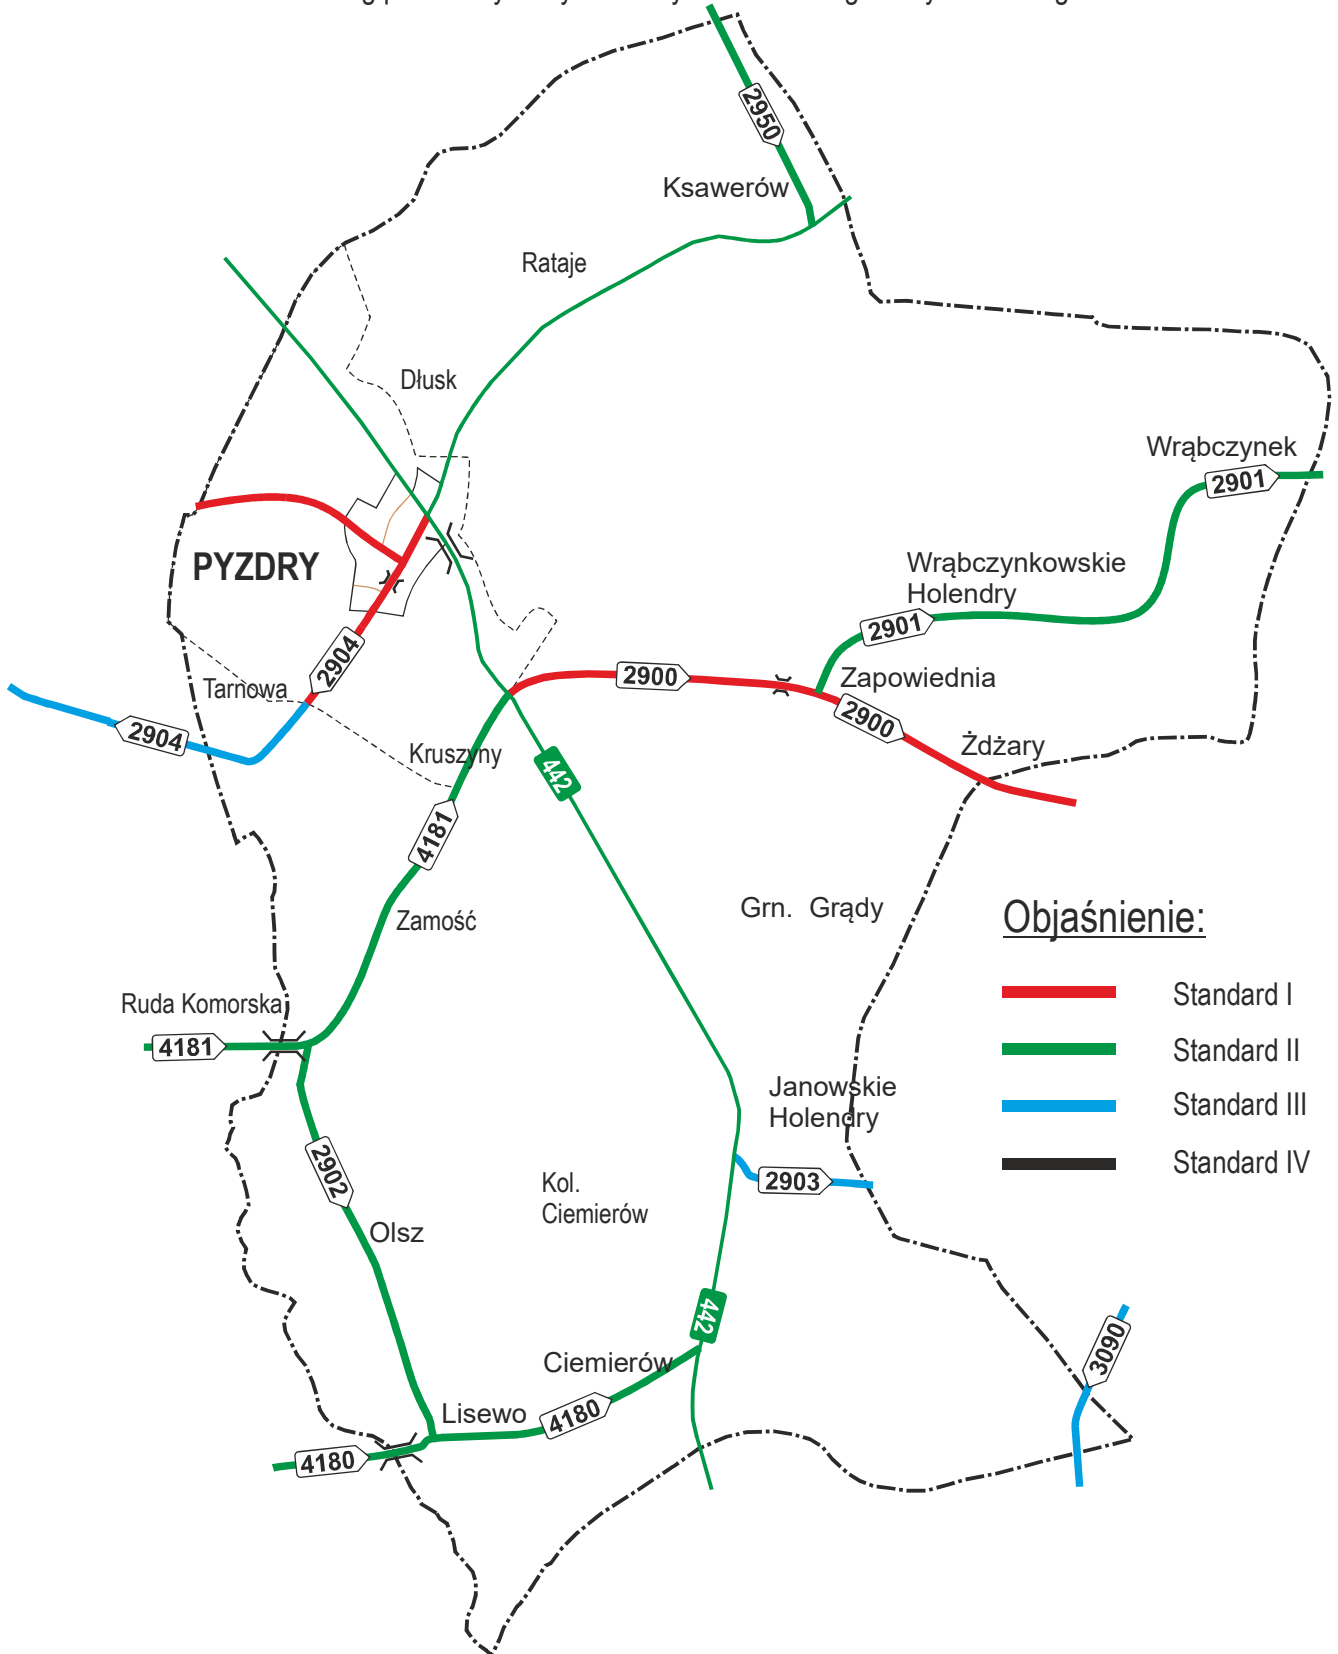 2950
Ksawerów
Rataje
Dłusk
Wrąbczynek
2901
PYZDRY
Wrąbczynkowskie
Holendry
2901
2904
2900
Zapowiednia
Tarnowa
2904
2900
Żdżary
Kruszyny
442
4181
Grn. Grądy
Zamość
Objaśnienie:
Standard I
Ruda Komorska
4181
Standard II
Janowskie
Holendry
Standard III
2902
Standard IV
2903
Kol.
Ciemierów
Olsz
442
3090
Ciemierów
Lisewo
4180
4180